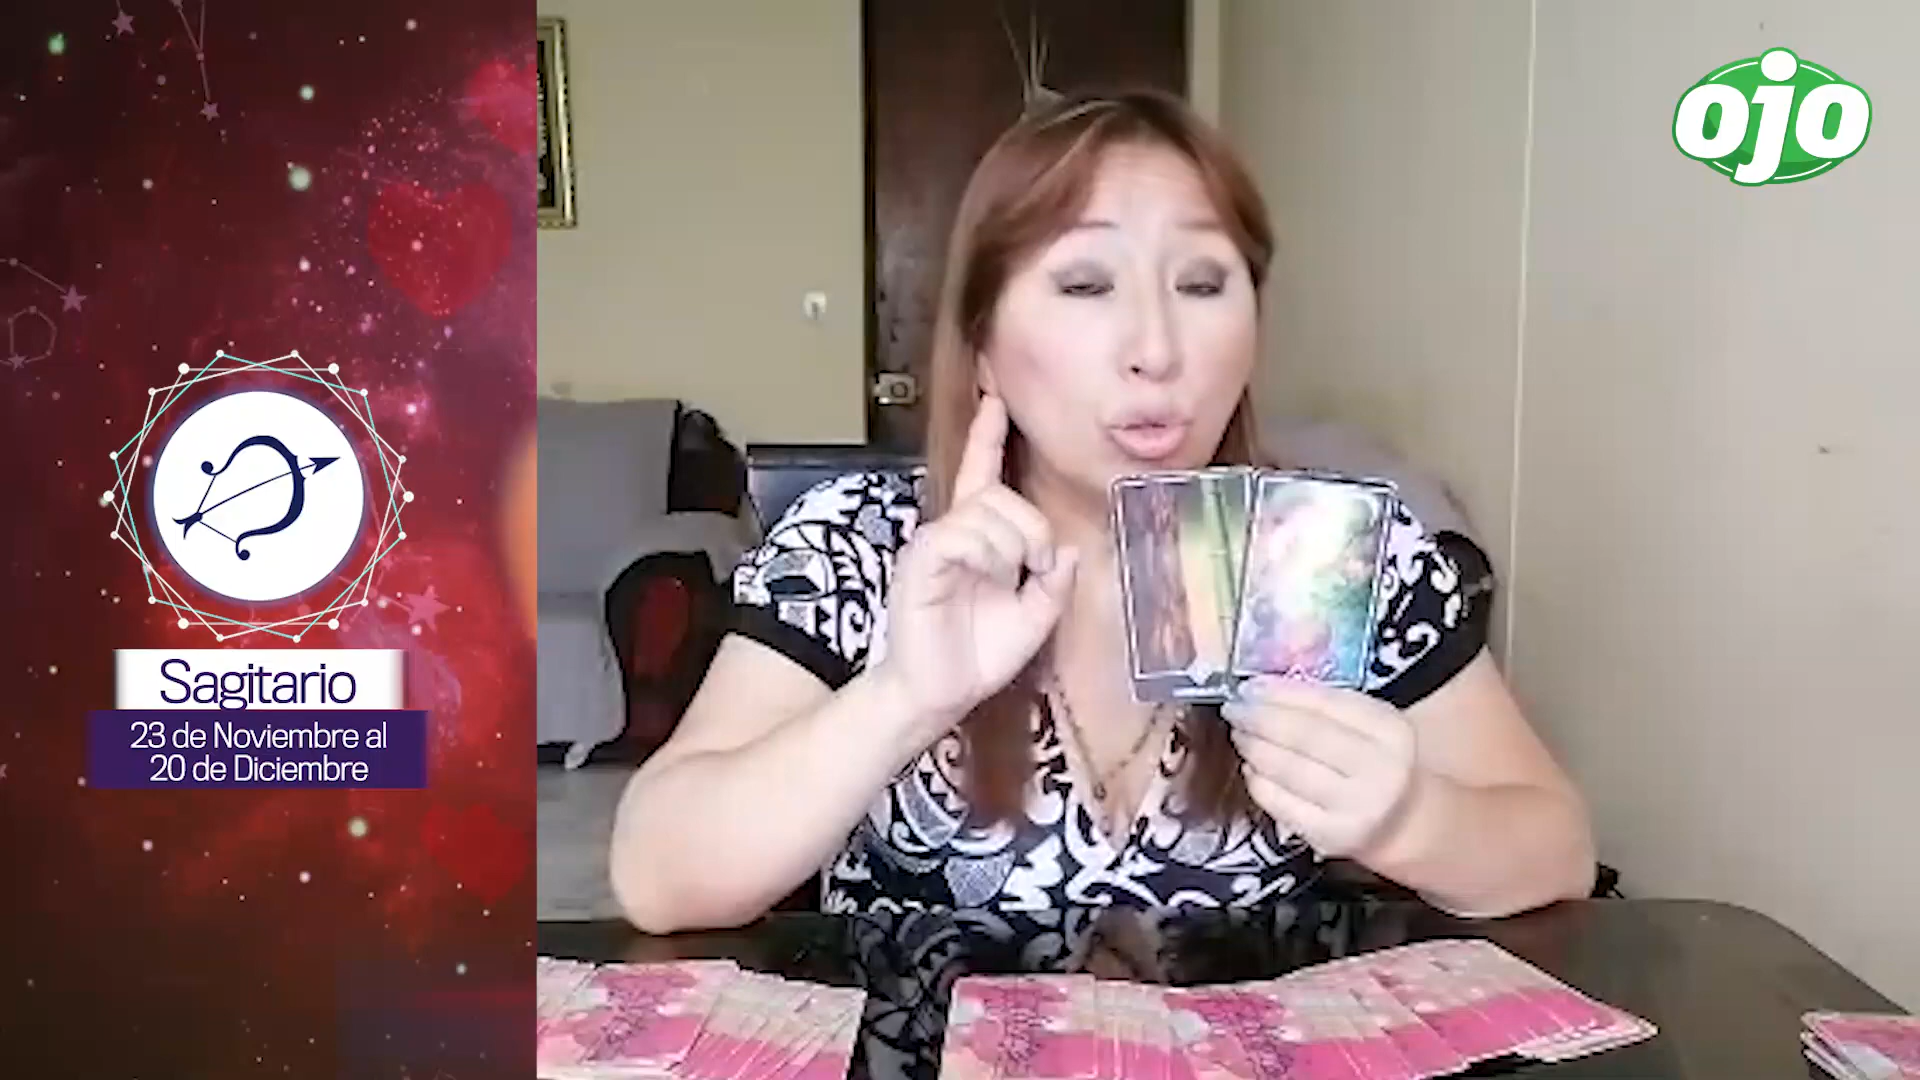 ojo
Sagitario
23 de Noviembre al
20 de Diciembre